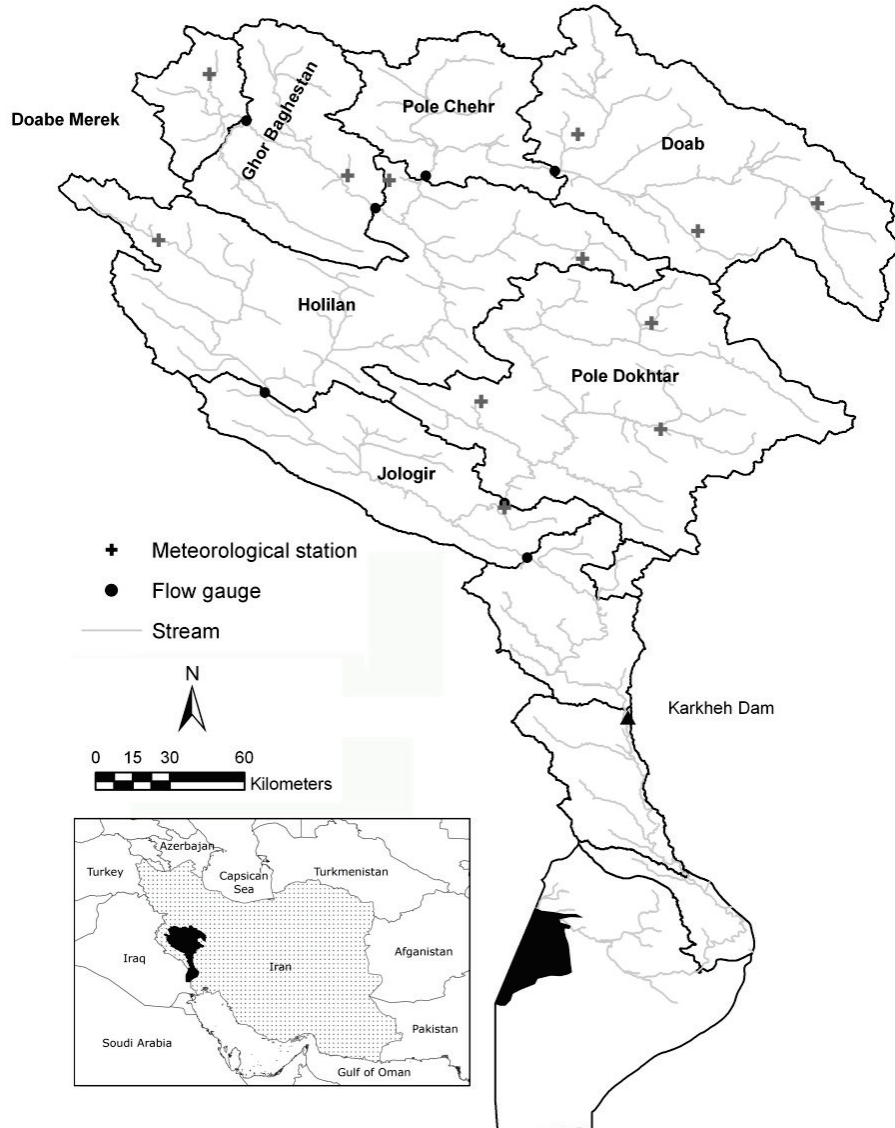 Doabe Merek
Ghor Baghestan
Pole Chehr
Doab
Holilan
Pole Dokhtar
Jologir
Meteorological station
Flow gauge
Stream
N
0 15 30 60
Kilometers
Karkheh Dam
Azerbajan
Turkey
Capsican
Sea
Turkmenistan
Iraq
Iran
Afganistan
Pakistan
Soudi Arabia
Gulf of Oman